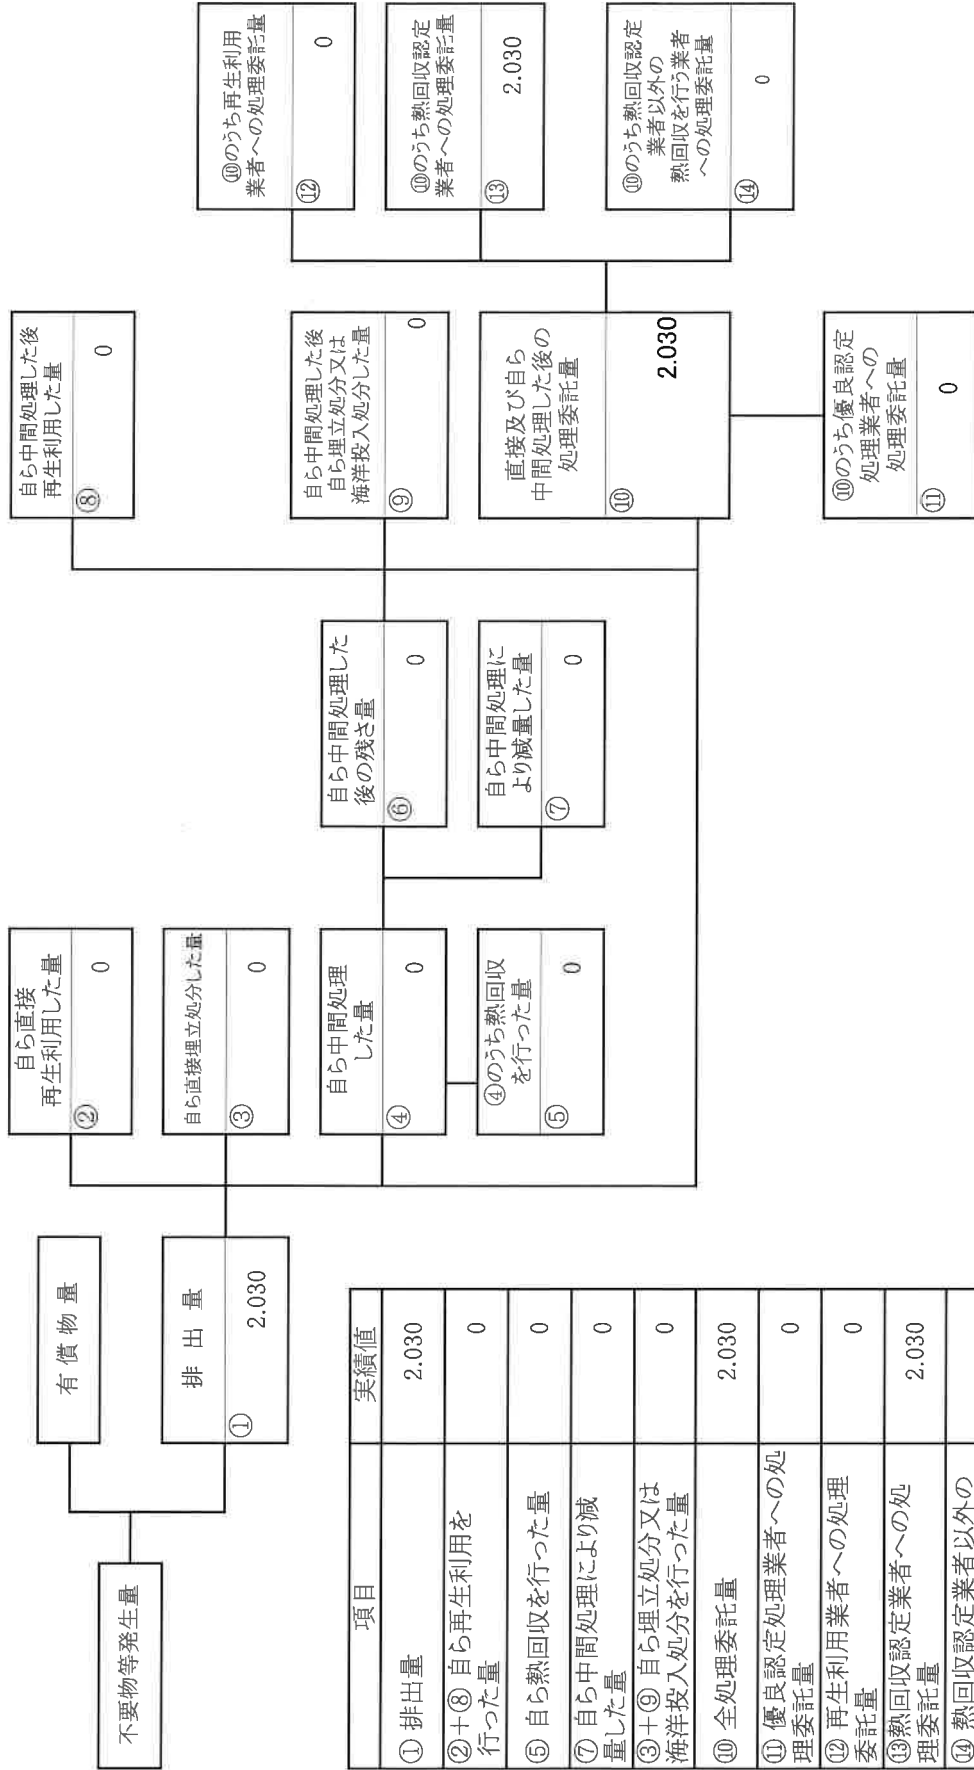 不要物等発生量
有償物量
排出量
①
2.030
自ら直接
再生利用した量
②
0
自ら直接埋立処分した量
③
0
自ら中間処理
した量
④
0
④のうち熱回収
を行った量
⑤
0
自ら中間処理した
後の残さ量
⑥
0
自ら中間処理に
より減量した量
⑦
0
自ら中間処理した後
再生利用した量
⑧
0
自ら中間処理した後
自ら埋立処分又は
海洋投入処分した量
⑨
0
直接及び自ら
中間処理した後の
処理委託量
⑩
2.030
⑩のうち優良認定
処理業者への
処理委託量
⑪
0
⑩のうち再生利用
業者への処理委託量
⑫
0
⑩のうち熱回収認定
業者への処理委託量
⑬
2.030
⑩のうち熱回収認定
業者以外の
熱回収を行う業者
への処理委託量
⑭
0
項目 実績値
① 排出量 2.030
②+⑧ 自ら再生利用を
行った量 0
⑤ 自ら熱回収を行った量 0
⑦ 自ら中間処理により減
量した量 0
③+⑨ 自ら埋立処分又は
海洋投入処分を行った量 0
⑩ 全処理委託量 2.030
⑪ 優良認定処理業者への処
理委託量 0
⑫ 再生利用業者への処理
委託量 0
⑬熱回収認定業者への処
理委託量 2.030
⑭ 熱回収認定業者以外の